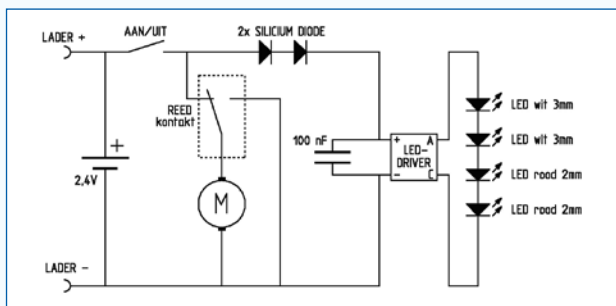 LADER +
AAN/UIT
2x SILICIUM DIODE
REED
kontakt
+
2,4V
M
100 nF
+ A
LED-
DRIVER
- C
LED wit 3mm
LED wit 3mm
LED rood 2mm
LED rood 2mm
LADER -